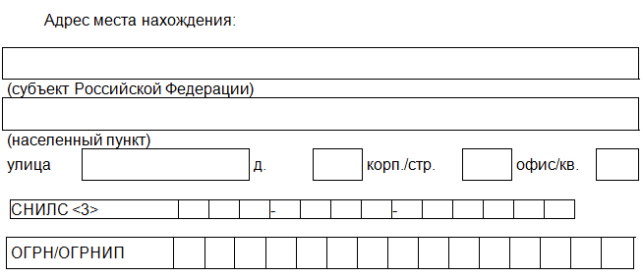 Адрес места нахождения:
(субъект Российской Федерации)
(населенный пункт)
улица д. корп./стр. офис/кв.
СНИЛС <3> - -
ОГРН/ОГРНИП